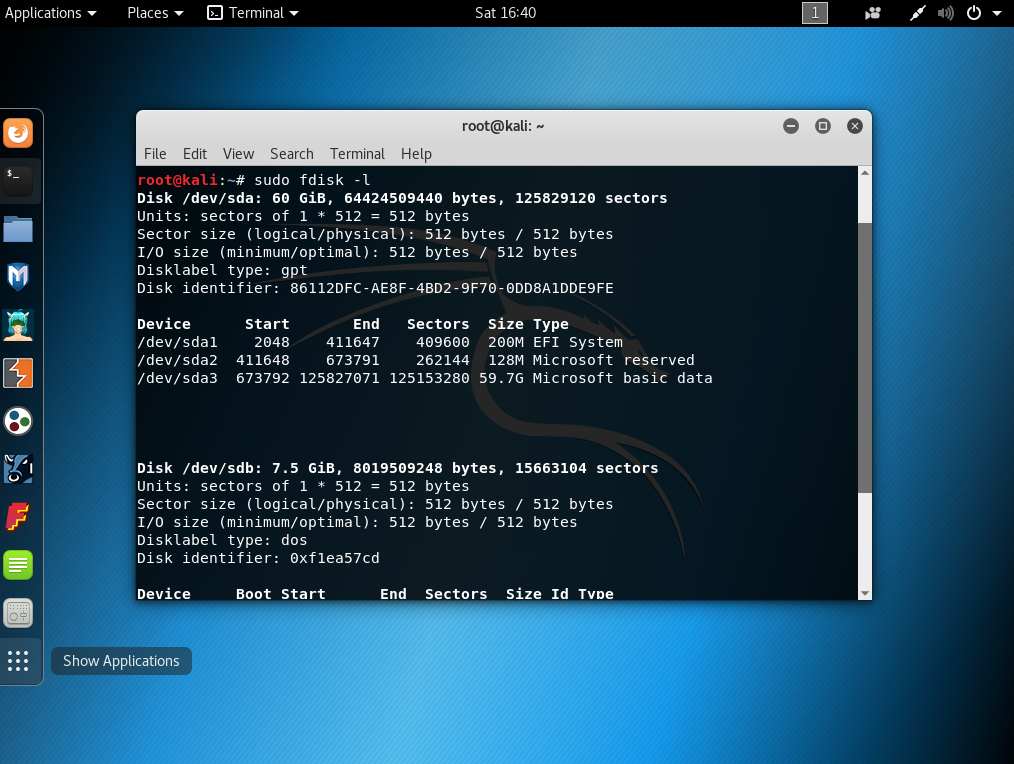 Applications Places Terminal Sat 16:40 1
root@kali: ~
File Edit View Search Terminal Help
root@kali:~# sudo fdisk -l
Disk /dev/sda: 60 GiB, 64424509440 bytes, 125829120 sectors
Units: sectors of 1 * 512 = 512 bytes
Sector size (logical/physical): 512 bytes / 512 bytes
I/O size (minimum/optimal): 512 bytes / 512 bytes
Disklabel type: gpt
Disk identifier: 86112DFC-AE8F-4BD2-9F70-0DD8A1DDE9FE
Device Start End Sectors Size Type
/dev/sda1 2048 411647 409600 200M EFI System
/dev/sda2 411648 673791 262144 128M Microsoft reserved
/dev/sda3 673792 125827071 125153280 59.7G Microsoft basic data
Disk /dev/sdb: 7.5 GiB, 8019509248 bytes, 15663104 sectors
Units: sectors of 1 * 512 = 512 bytes
Sector size (logical/physical): 512 bytes / 512 bytes
I/O size (minimum/optimal): 512 bytes / 512 bytes
Disklabel type: dos
Disk identifier: 0xf1ea57cd
Device Boot Start End Sectors Size Id Type
Show Applications